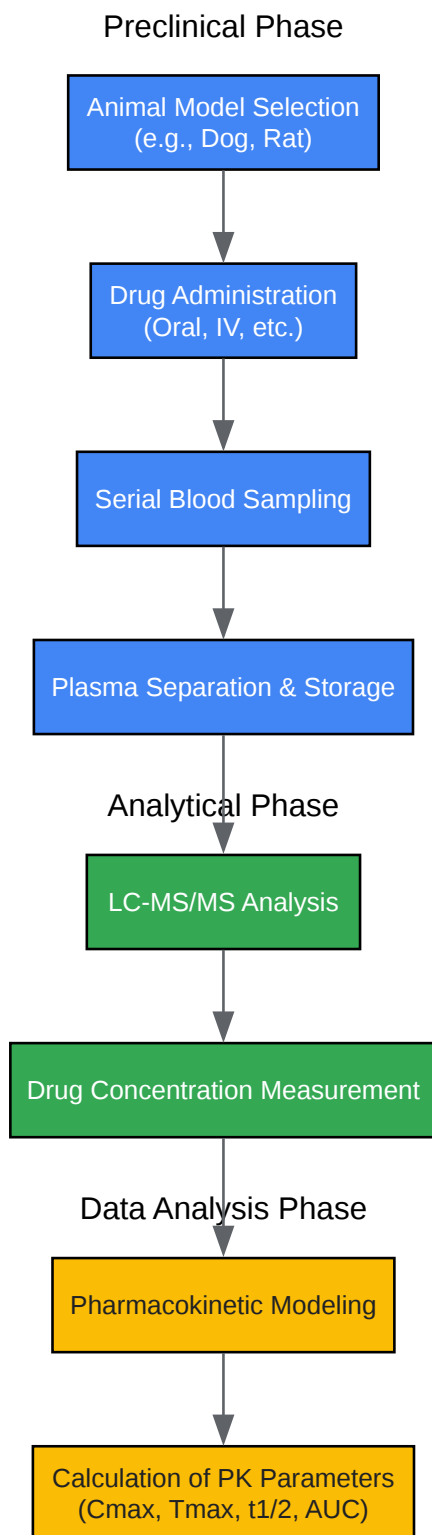 Preclinical Phase
Animal Model Selection
(e.g., Dog, Rat)
Drug Administration
(Oral, IV, etc.)
Serial Blood Sampling
Plasma Separation & Storage
Analytical Phase
LC-MS/MS Analysis
Drug Concentration Measurement
Data Analysis Phase
Pharmacokinetic Modeling
Calculation of PK Parameters
(Cmax, Tmax, t1/2, AUC)